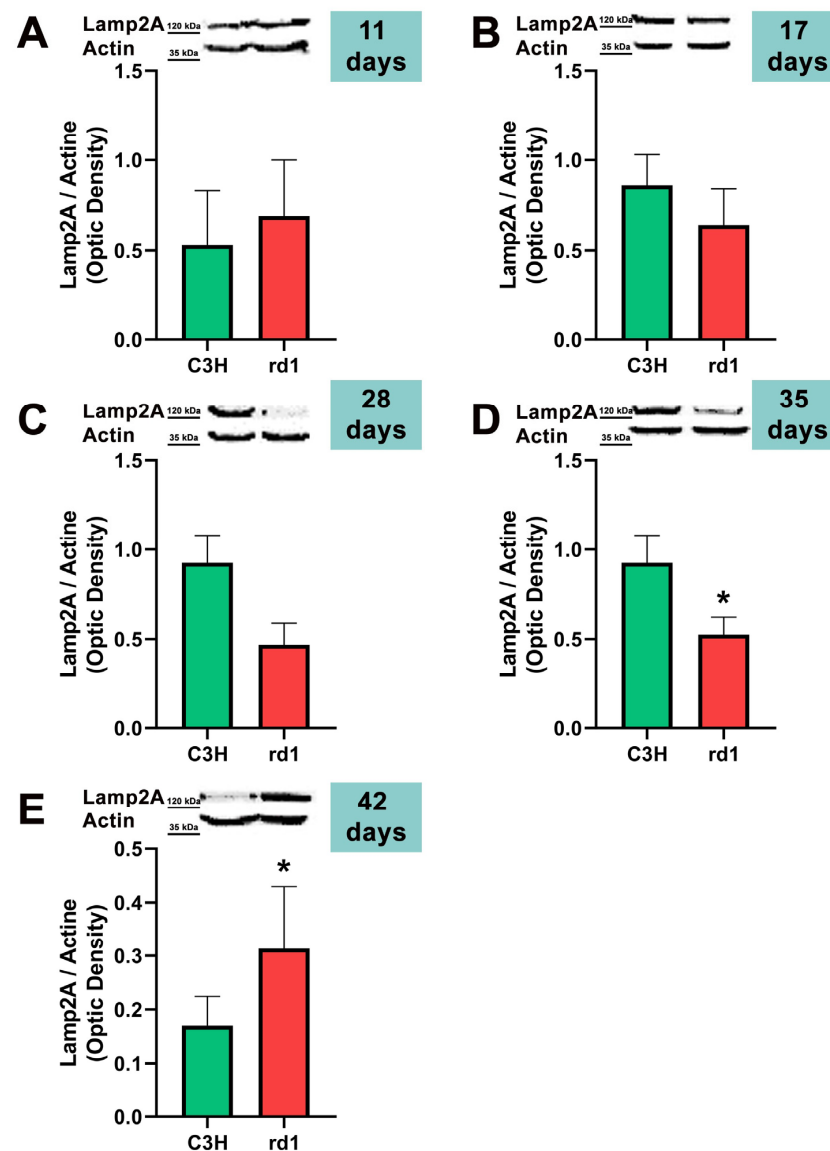 A
Lamp2A 120 kDa
Actin 35 kDa
11
days
Lamp2A / Actine
(Optic Density)
1.5
1.0
0.5
0.0
C3H rd1
B
Lamp2A 120 kDa
Actin 35 kDa
17
days
Lamp2A / Actine
(Optic Density)
1.5
1.0
0.5
0.0
C3H rd1
C
Lamp2A 120 kDa
Actin 35 kDa
28
days
Lamp2A / Actine
(Optic Density)
1.5
1.0
0.5
0.0
C3H rd1
D
Lamp2A 120 kDa
Actin 35 kDa
35
days
Lamp2A / Actine
(Optic Density)
1.5
1.0
0.5
0.0
*
C3H rd1
E
Lamp2A 120 kDa
Actin 35 kDa
42
days
Lamp2A / Actine
(Optic Density)
0.5
0.4
0.3
0.2
0.1
0.0
*
C3H rd1